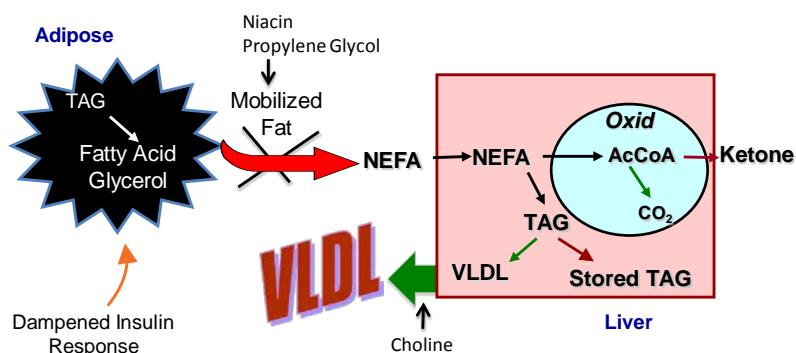 Niacin
Propylene Glycol
Adipose
TAG
Fatty Acid
Glycerol
Mobilized
Fat
NEFA
NEFA
Oxid
AcCoA
Ketone
CO₂
TAG
VLDL
Stored TAG
VLDL
Dampened Insulin
Response
Choline
Liver